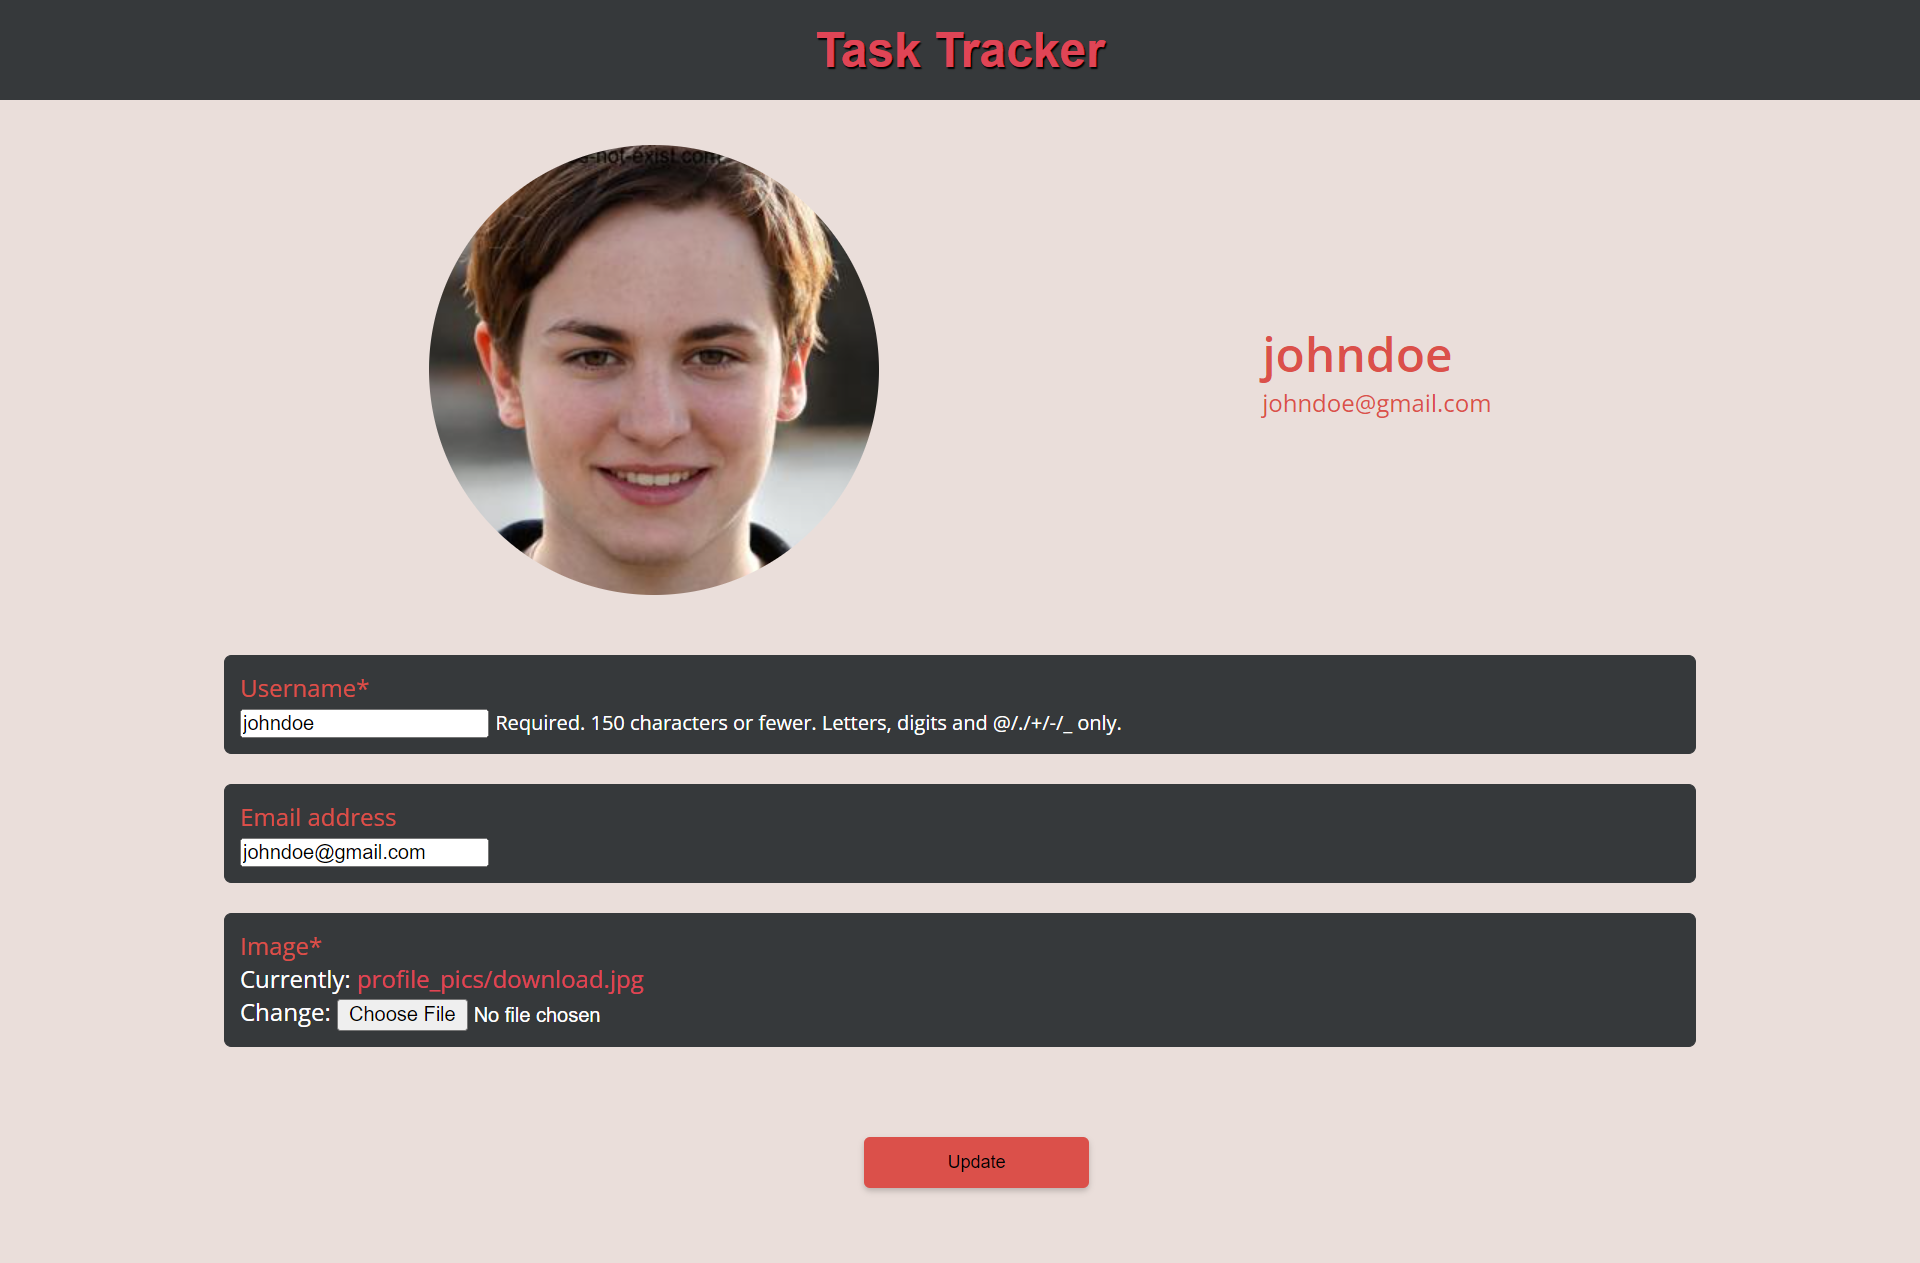 Task Tracker
s-not-exist.com
johndoe
johndoe@gmail.com
Username*
johndoe Required. 150 characters or fewer. Letters, digits and @/./+/-/_ only.
Email address
johndoe@gmail.com
Image*
Currently: profile_pics/download.jpg
Change: Choose File No file chosen
Update